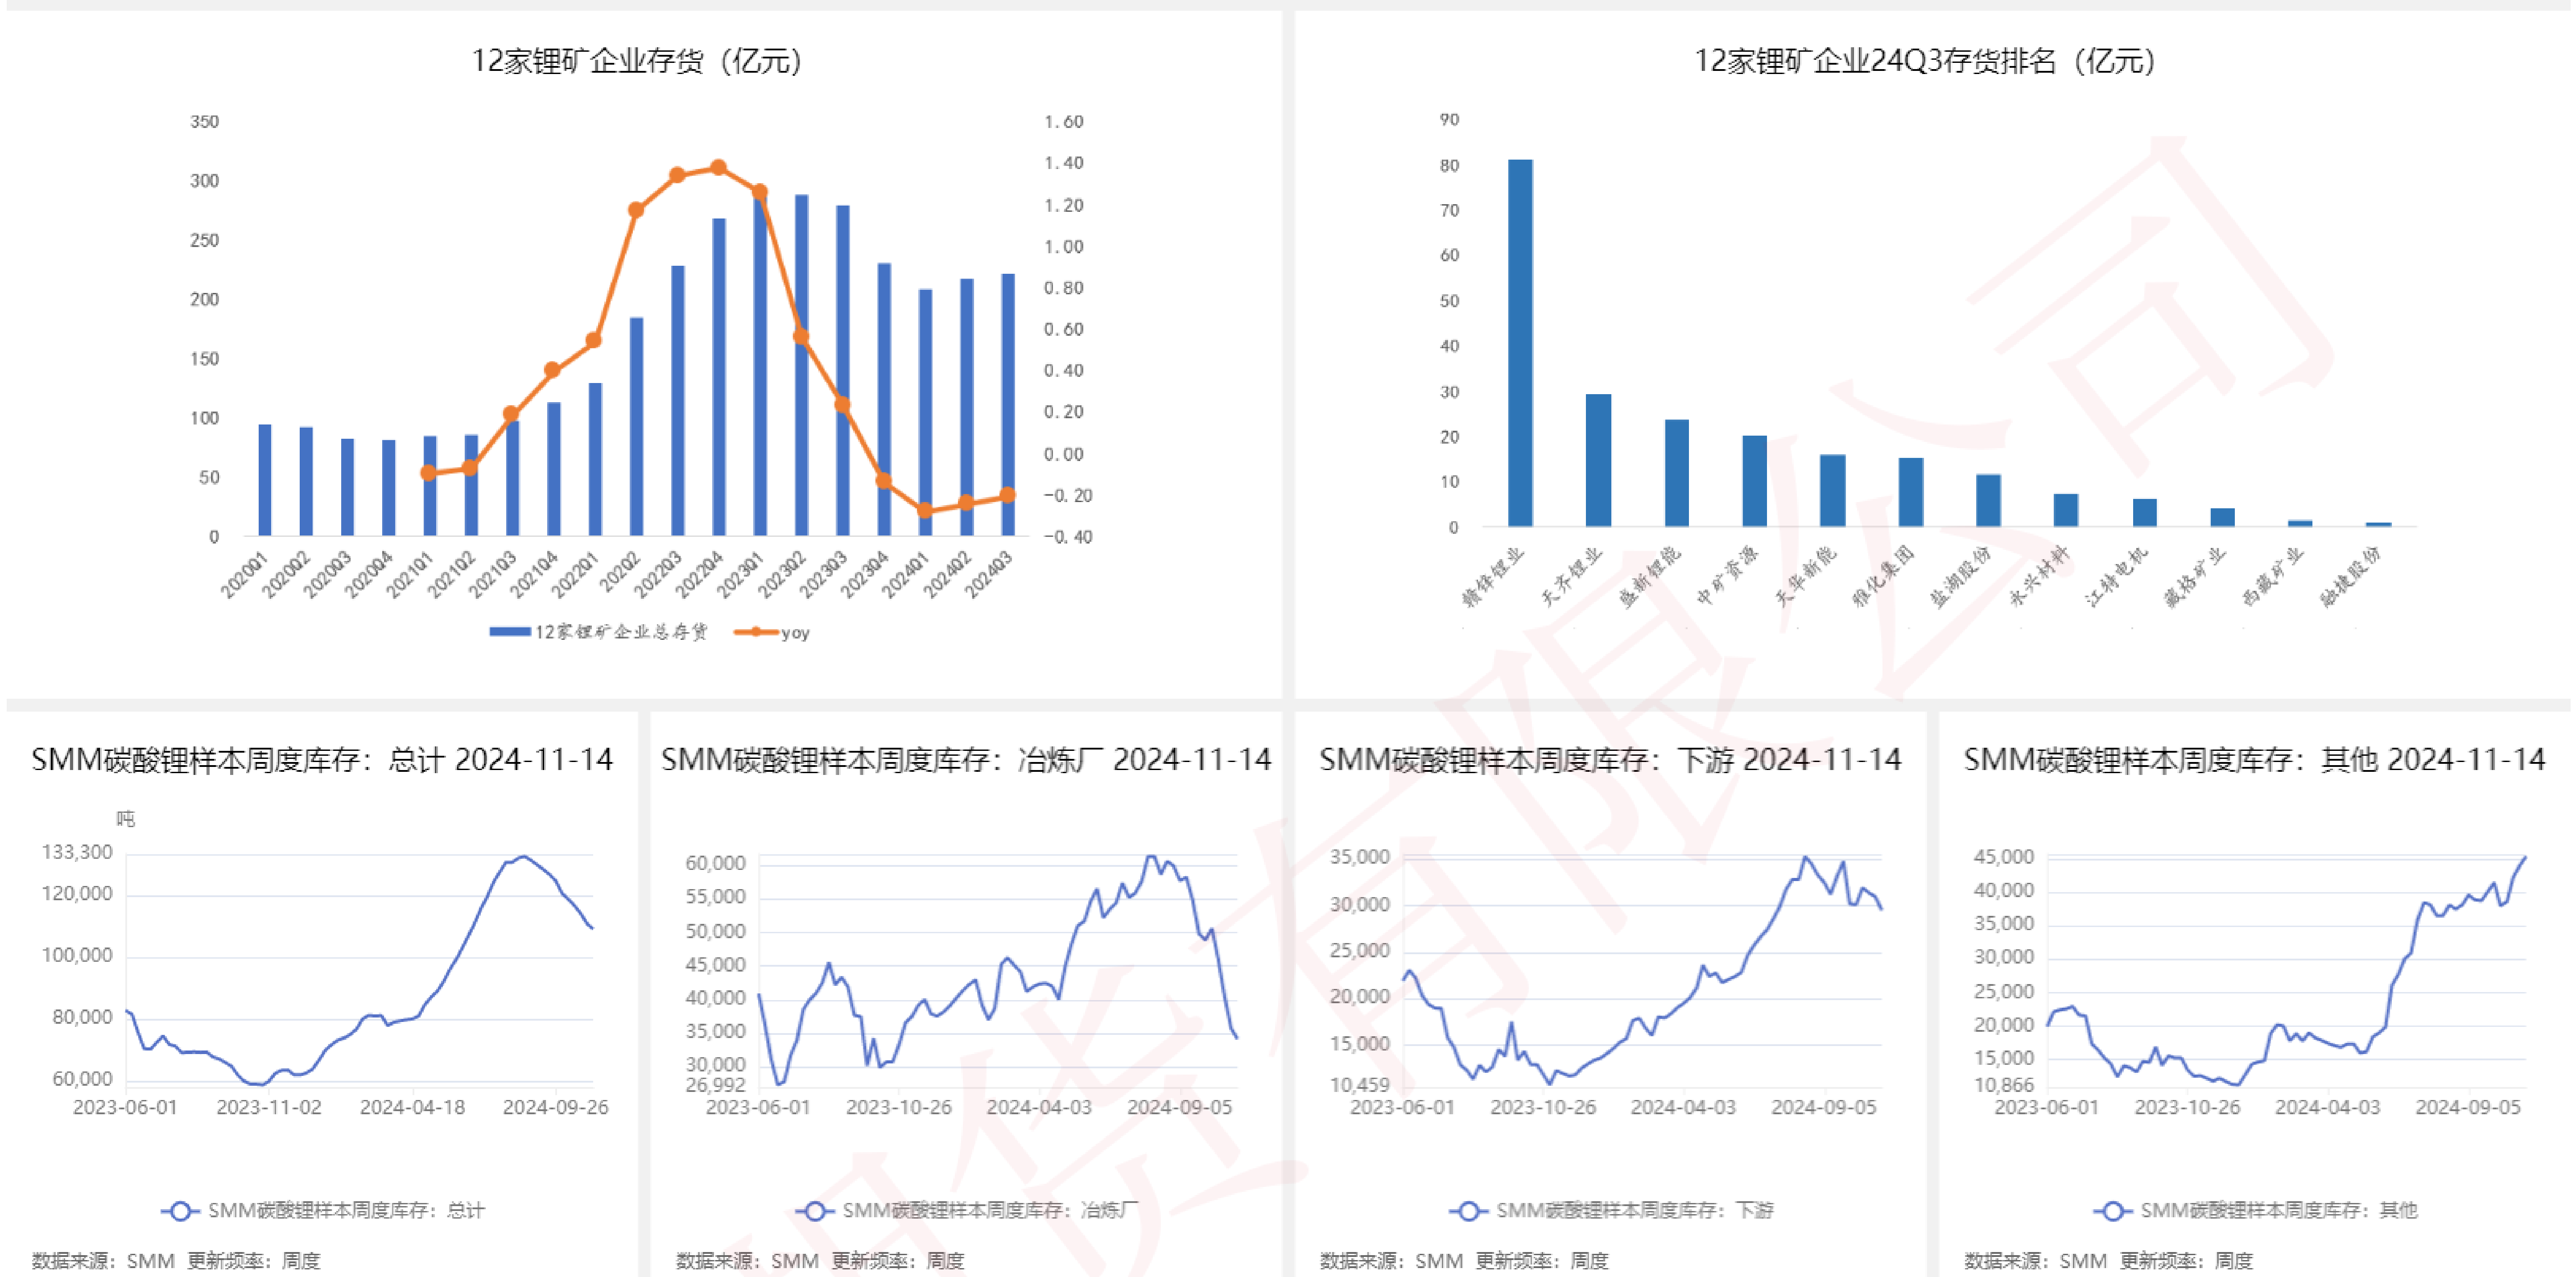 12家锂矿企业存货（亿元）
350
300
250
200
150
100
50
0
1.60
1.40
1.20
1.00
0.80
0.60
0.40
0.20
0.00
-0.20
-0.40
2020Q1 2020Q2 2020Q3 2020Q4 2021Q1 2021Q2 2021Q3 2021Q4 2022Q1 2022Q2 2022Q3 2022Q4 2023Q1 2023Q2 2023Q3 2023Q4 2024Q1 2024Q2 2024Q3
12家锂矿企业总存货 yoy
12家锂矿企业24Q3存货排名（亿元）
90
80
70
60
50
40
30
20
10
0
赣锋锂业 天齐锂业 盛新锂能 中矿资源 天华新能 雅化集团 盐湖股份 永兴材料 江特电机 藏格矿业 西藏矿业 融捷股份
SMM碳酸锂样本周度库存：总计 2024-11-14
吨
133,300
120,000
100,000
80,000
60,000
2023-06-01 2023-11-02 2024-04-18 2024-09-26
SMM碳酸锂样本周度库存：总计
数据来源：SMM 更新频率：周度
SMM碳酸锂样本周度库存：冶炼厂 2024-11-14
60,000
55,000
50,000
45,000
40,000
35,000
30,000
26,992
2023-06-01 2023-10-26 2024-04-03 2024-09-05
SMM碳酸锂样本周度库存：冶炼厂
数据来源：SMM 更新频率：周度
SMM碳酸锂样本周度库存：下游 2024-11-14
35,000
30,000
25,000
20,000
15,000
10,459
2023-06-01 2023-10-26 2024-04-03 2024-09-05
SMM碳酸锂样本周度库存：下游
数据来源：SMM 更新频率：周度
SMM碳酸锂样本周度库存：其他 2024-11-14
45,000
40,000
35,000
30,000
25,000
20,000
15,000
10,866
2023-06-01 2023-10-26 2024-04-03 2024-09-05
SMM碳酸锂样本周度库存：其他
数据来源：SMM 更新频率：周度
货有限公司